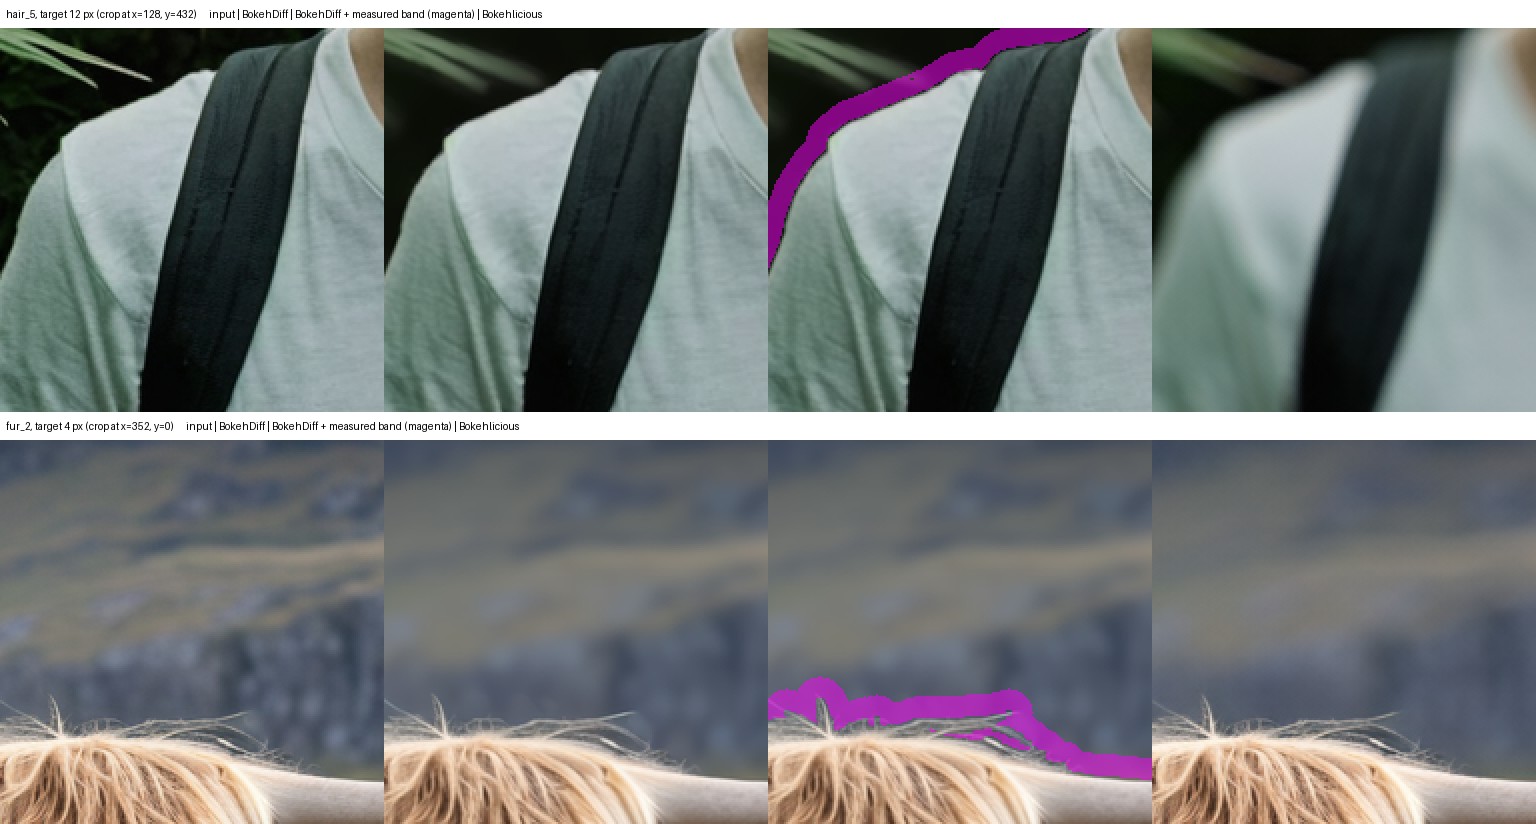 hair_5, target 12 px (crop at x=128, y=432) input | BokehDiff | BokehDiff + measured band (magenta) | Bokehlicious
fur_2, target 4 px (crop at x=352, y=0) input | BokehDiff | BokehDiff + measured band (magenta) | Bokehlicious